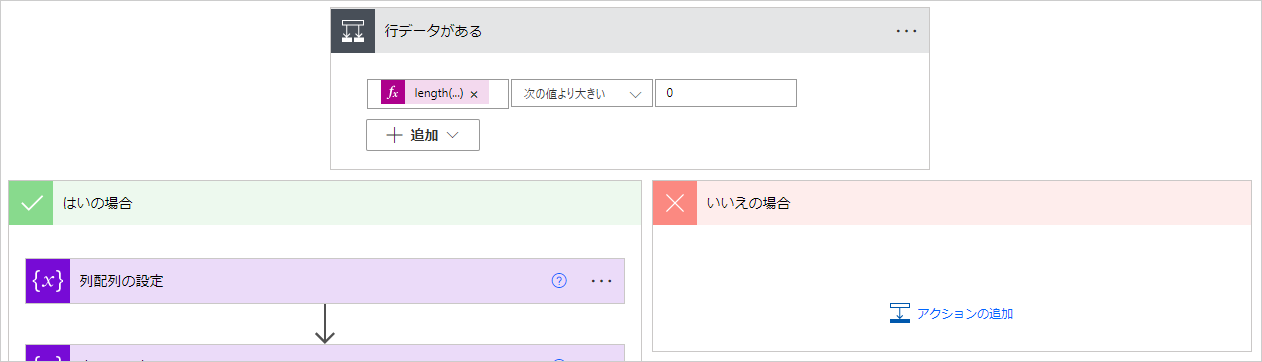 行データがある
fx length(...) × 次の値より大きい 0
追加
はいの場合
いいえの場合
{x} 列配列の設定
アクションの追加